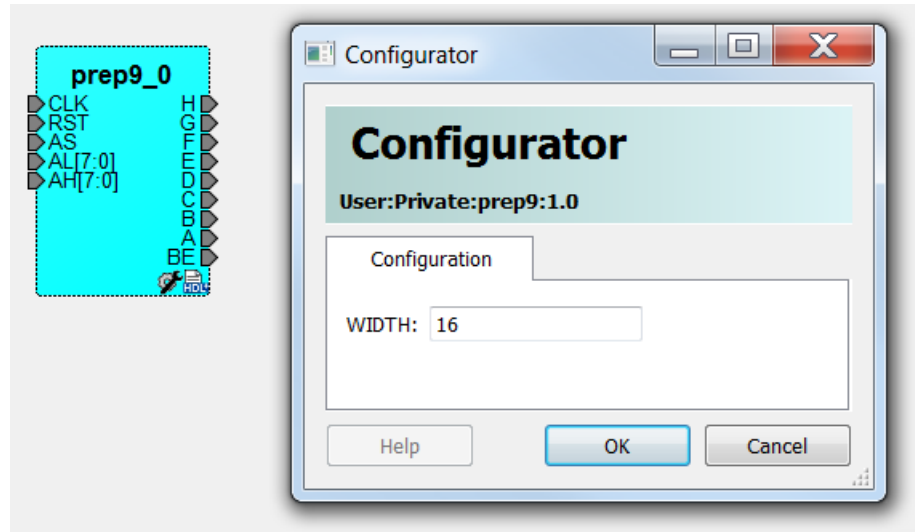 prep9_0
CLK H
RST G
AS F
AL[7:0] E
AH[7:0] D
C
B
A
BE
HDL
Configurator
Configurator
User:Private:prep9:1.0
Configuration
WIDTH: 16
Help OK Cancel